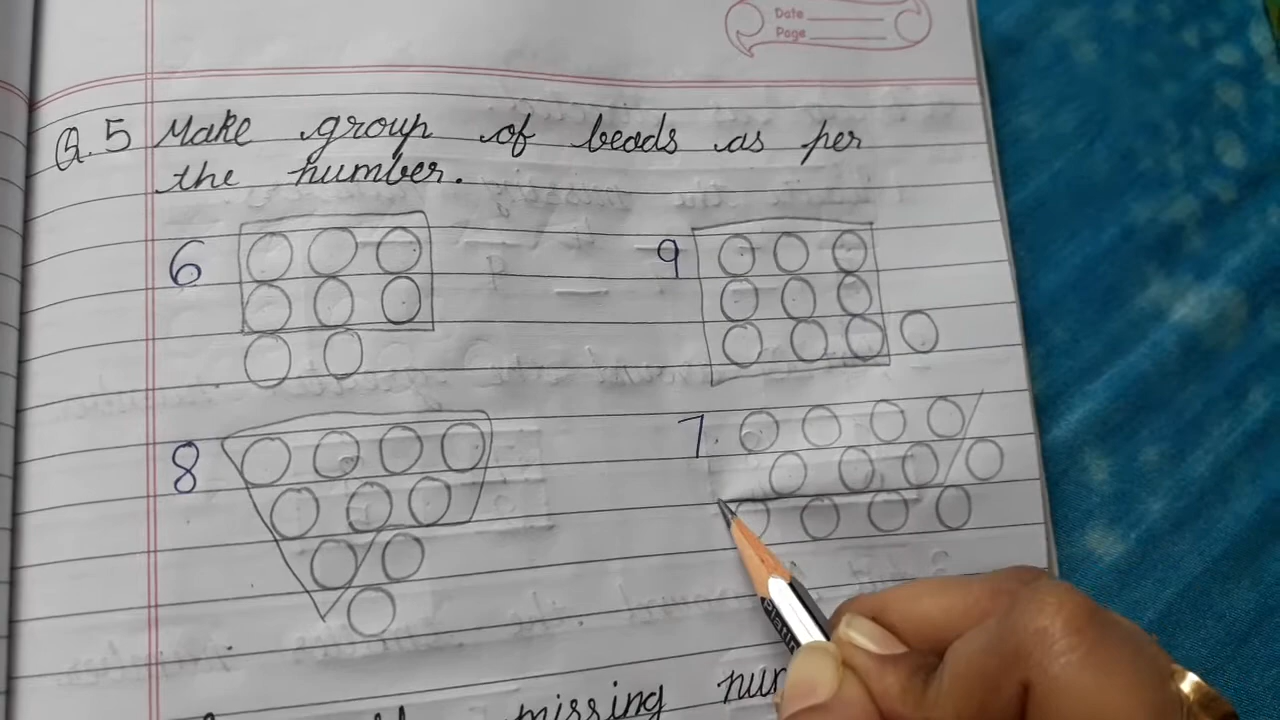 Date
Page
Q.5 Make group of beads as per
the number.
6
9
8
7
missing